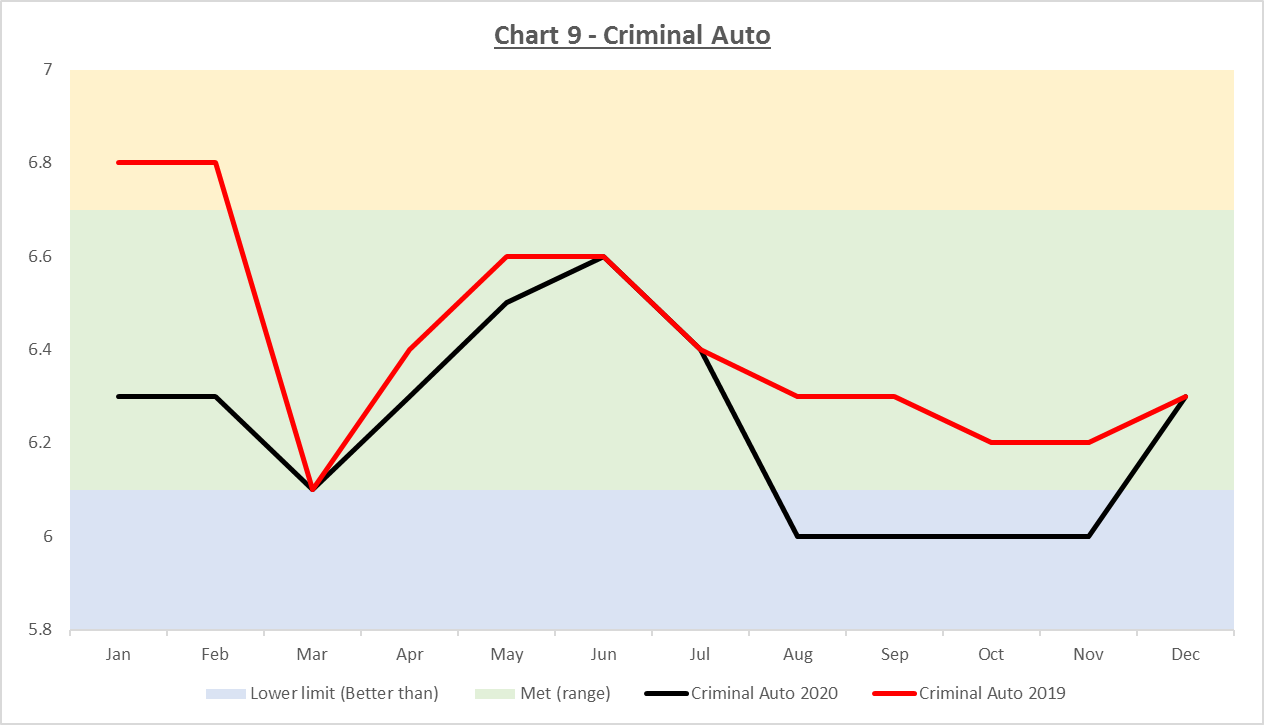 Chart 9 - Criminal Auto
7
6.8
6.6
6.4
6.2
6
5.8
Jan Feb Mar Apr May Jun Jul Aug Sep Oct Nov Dec
Lower limit (Better than) Met (range) Criminal Auto 2020 Criminal Auto 2019